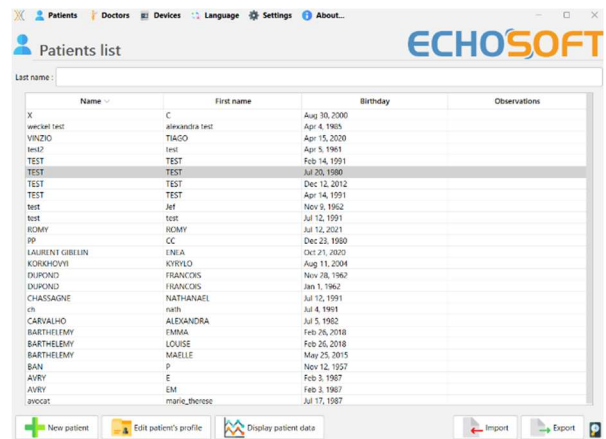 Patients Doctors Devices Language Settings About...
Patients list
ECHOSOFT
Last name :
Name First name Birthday Observations
X C Aug 30, 2000
weckel test alexandra test Apr 4, 1985
VINZIO TIAGO Apr 15, 2020
test2 test Apr 5, 1961
TEST TEST Feb 14, 1991
TEST TEST Jul 20, 1980
TEST TEST Dec 12, 2012
TEST TEST Apr 14, 1991
test Jef Nov 9, 1962
test test Jul 12, 1991
ROMY ROMY Jul 12, 2021
PP CC Dec 23, 1980
LAURENT GIBELIN ENEA Oct 21, 2020
KORKHOVYI KYRYLO Aug 11, 2004
DUPOND FRANCOIS Nov 28, 1962
DUPOND FRANCOIS Jan 1, 1962
CHASSAGNE NATHANAEL Jul 12, 1991
ch nath Jul 4, 1991
CARVALHO ALEXANDRA Jul 5, 1982
BARTHELEMY EMMA Feb 26, 2018
BARTHELEMY LOUISE Feb 26, 2018
BARTHELEMY MAELLE May 25, 2015
BAN P Nov 12, 1957
AVRY E Feb 3, 1987
AVRY EM Feb 3, 1987
avocat marie_therese Jul 17, 1987
New patient Edit patient's profile Display patient data Import Export